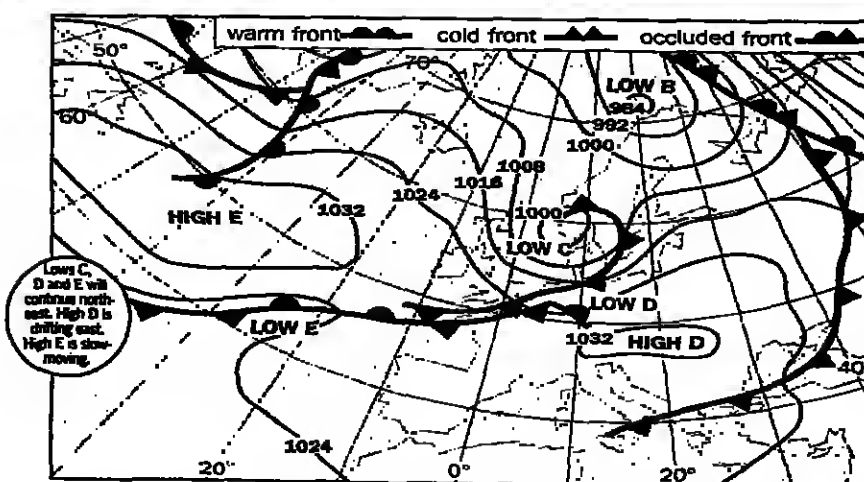 warm front cold front occluded front
50°
70°
60
LOW B
984
992
1000
1008
1016
1024
1032
HIGH E
1000
LOW C
Lows C,
D and E will
continue north-
east. High D is
drifting east.
High E is slow-
moving.
LOW D
LOW E
1032
HIGH D
40
1024
20°
0°
20°